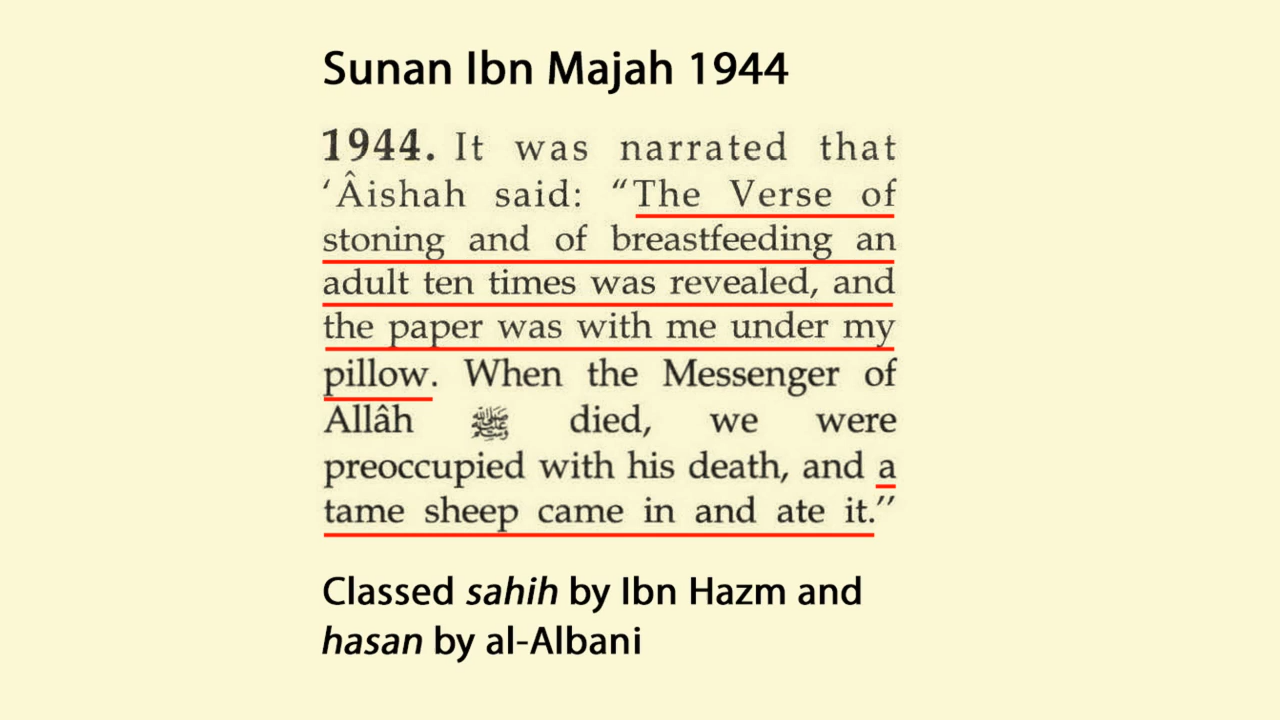 Sunan Ibn Majah 1944
1944. It was narrated that
‘Âishah said: “The Verse of
stoning and of breastfeeding an
adult ten times was revealed, and
the paper was with me under my
pillow. When the Messenger of
Allâh ﷺ died, we were
preoccupied with his death, and a
tame sheep came in and ate it.’’
Classed sahih by Ibn Hazm and
hasan by al-Albani